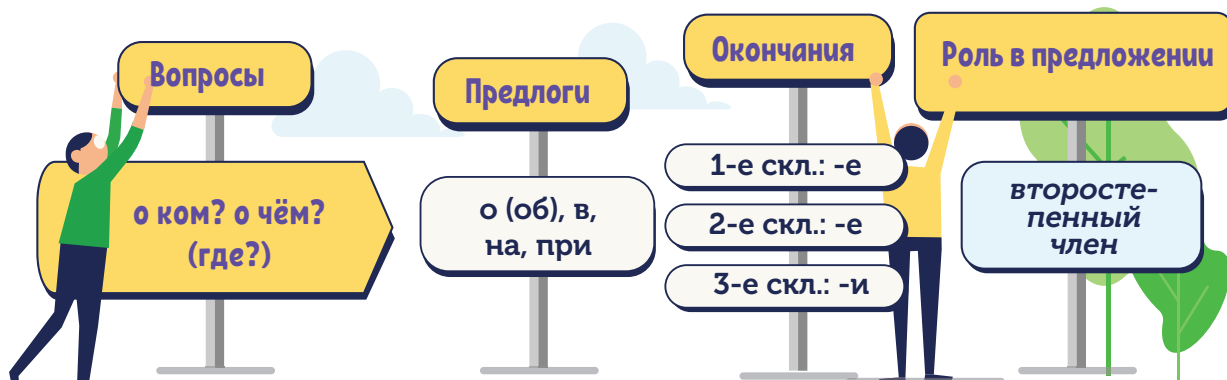 Вопросы
о ком? о чём?
(где?)
Предлоги
о (об), в,
на, при
Окончания
1-е скл.: -е
2-е скл.: -е
3-е скл.: -и
Роль в предложении
второсте-
пенный
член